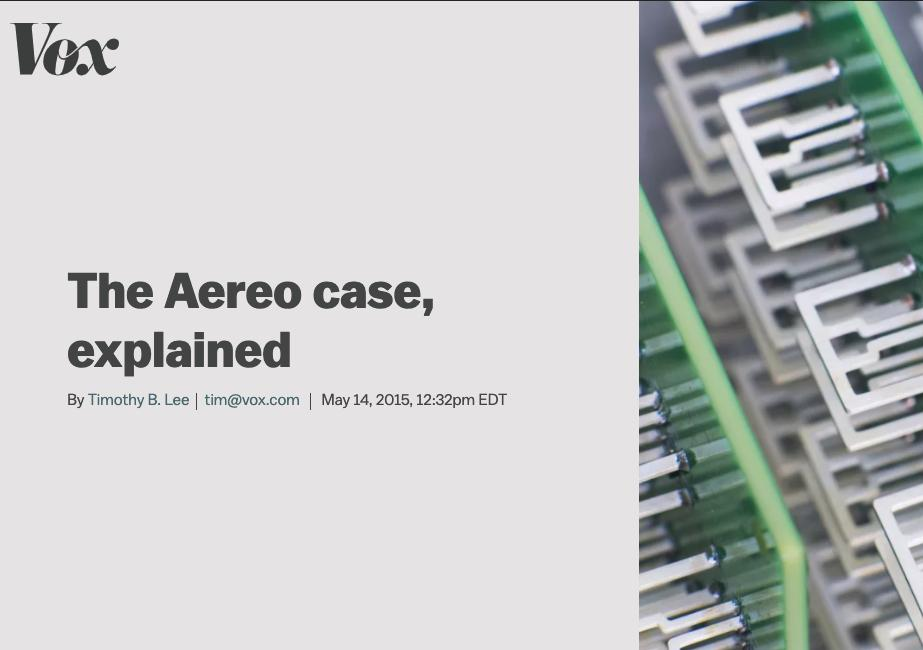 Vox
The Aereo case,
explained
By Timothy B. Lee | tim@vox.com | May 14, 2015, 12:32pm EDT